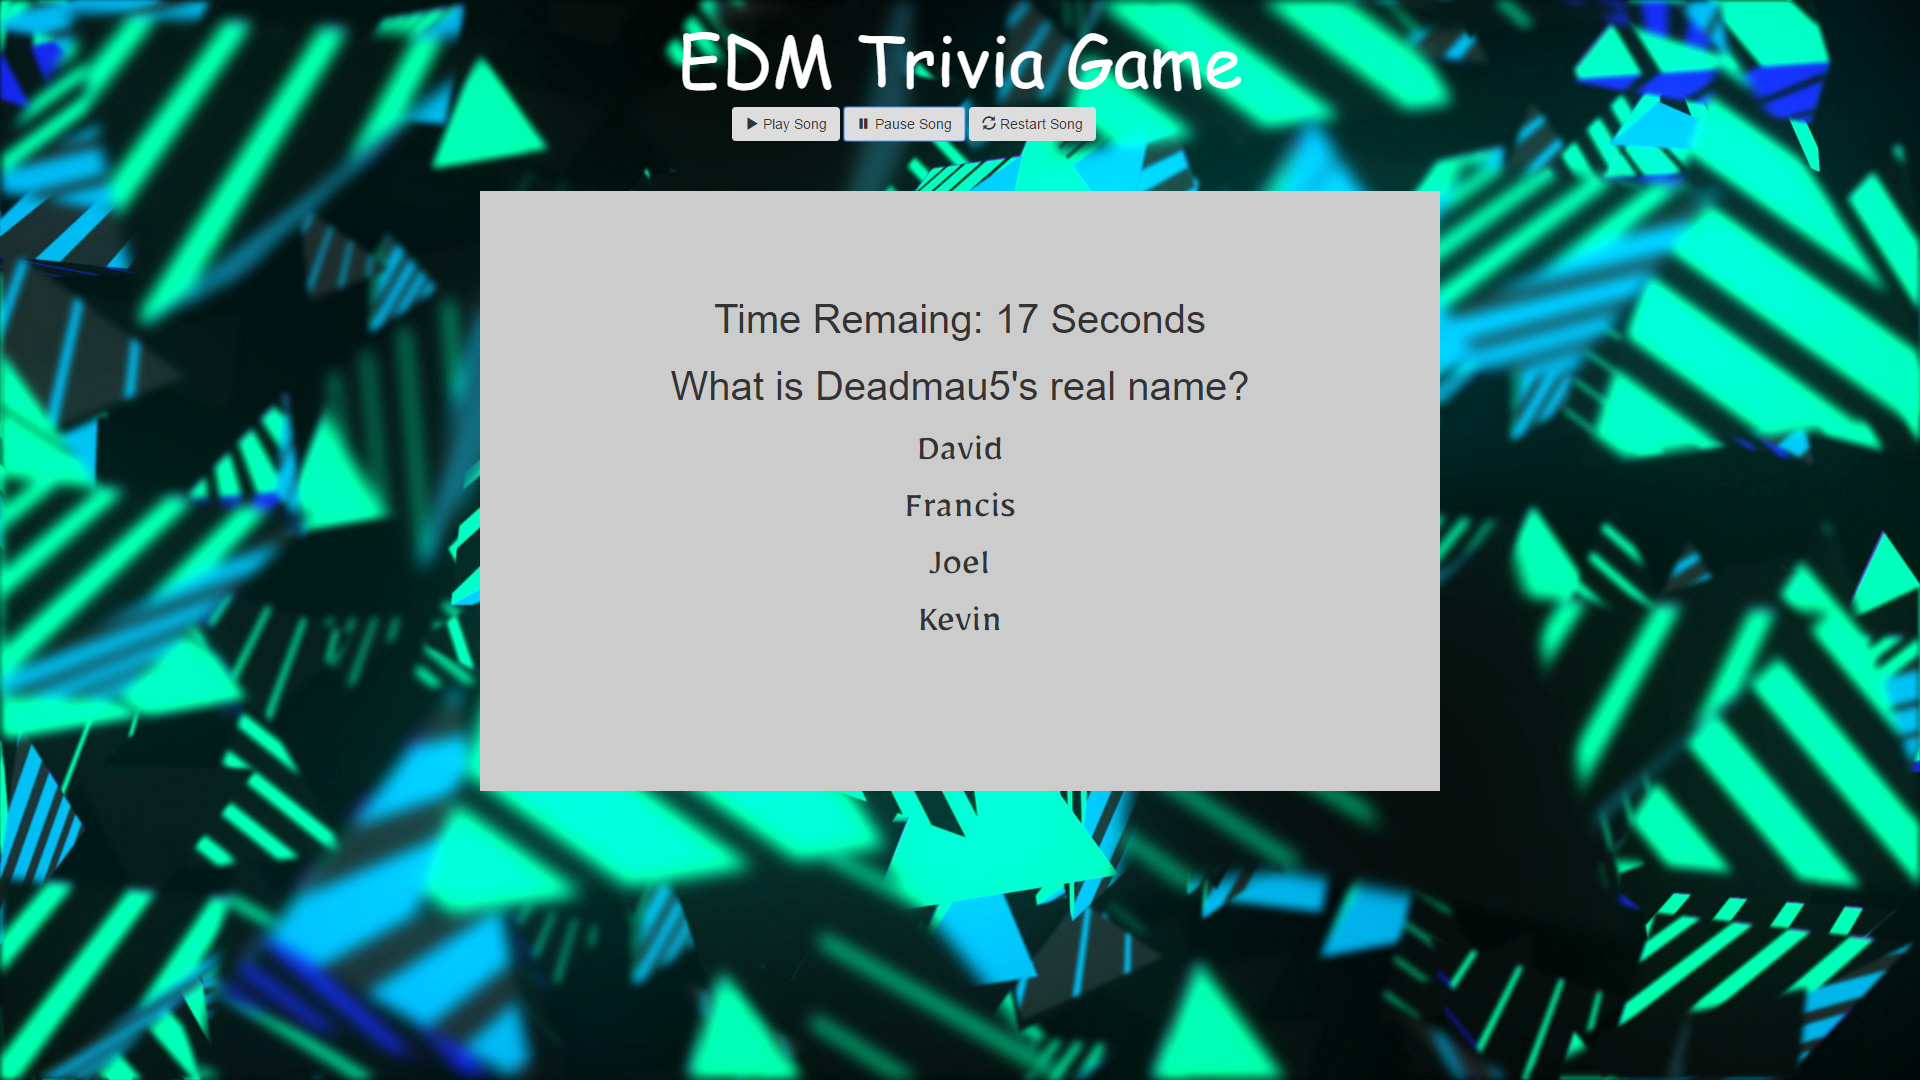 EDM Trivia Game
Play Song Pause Song Restart Song
Time Remaing: 17 Seconds
What is Deadmau5's real name?
David
Francis
Joel
Kevin